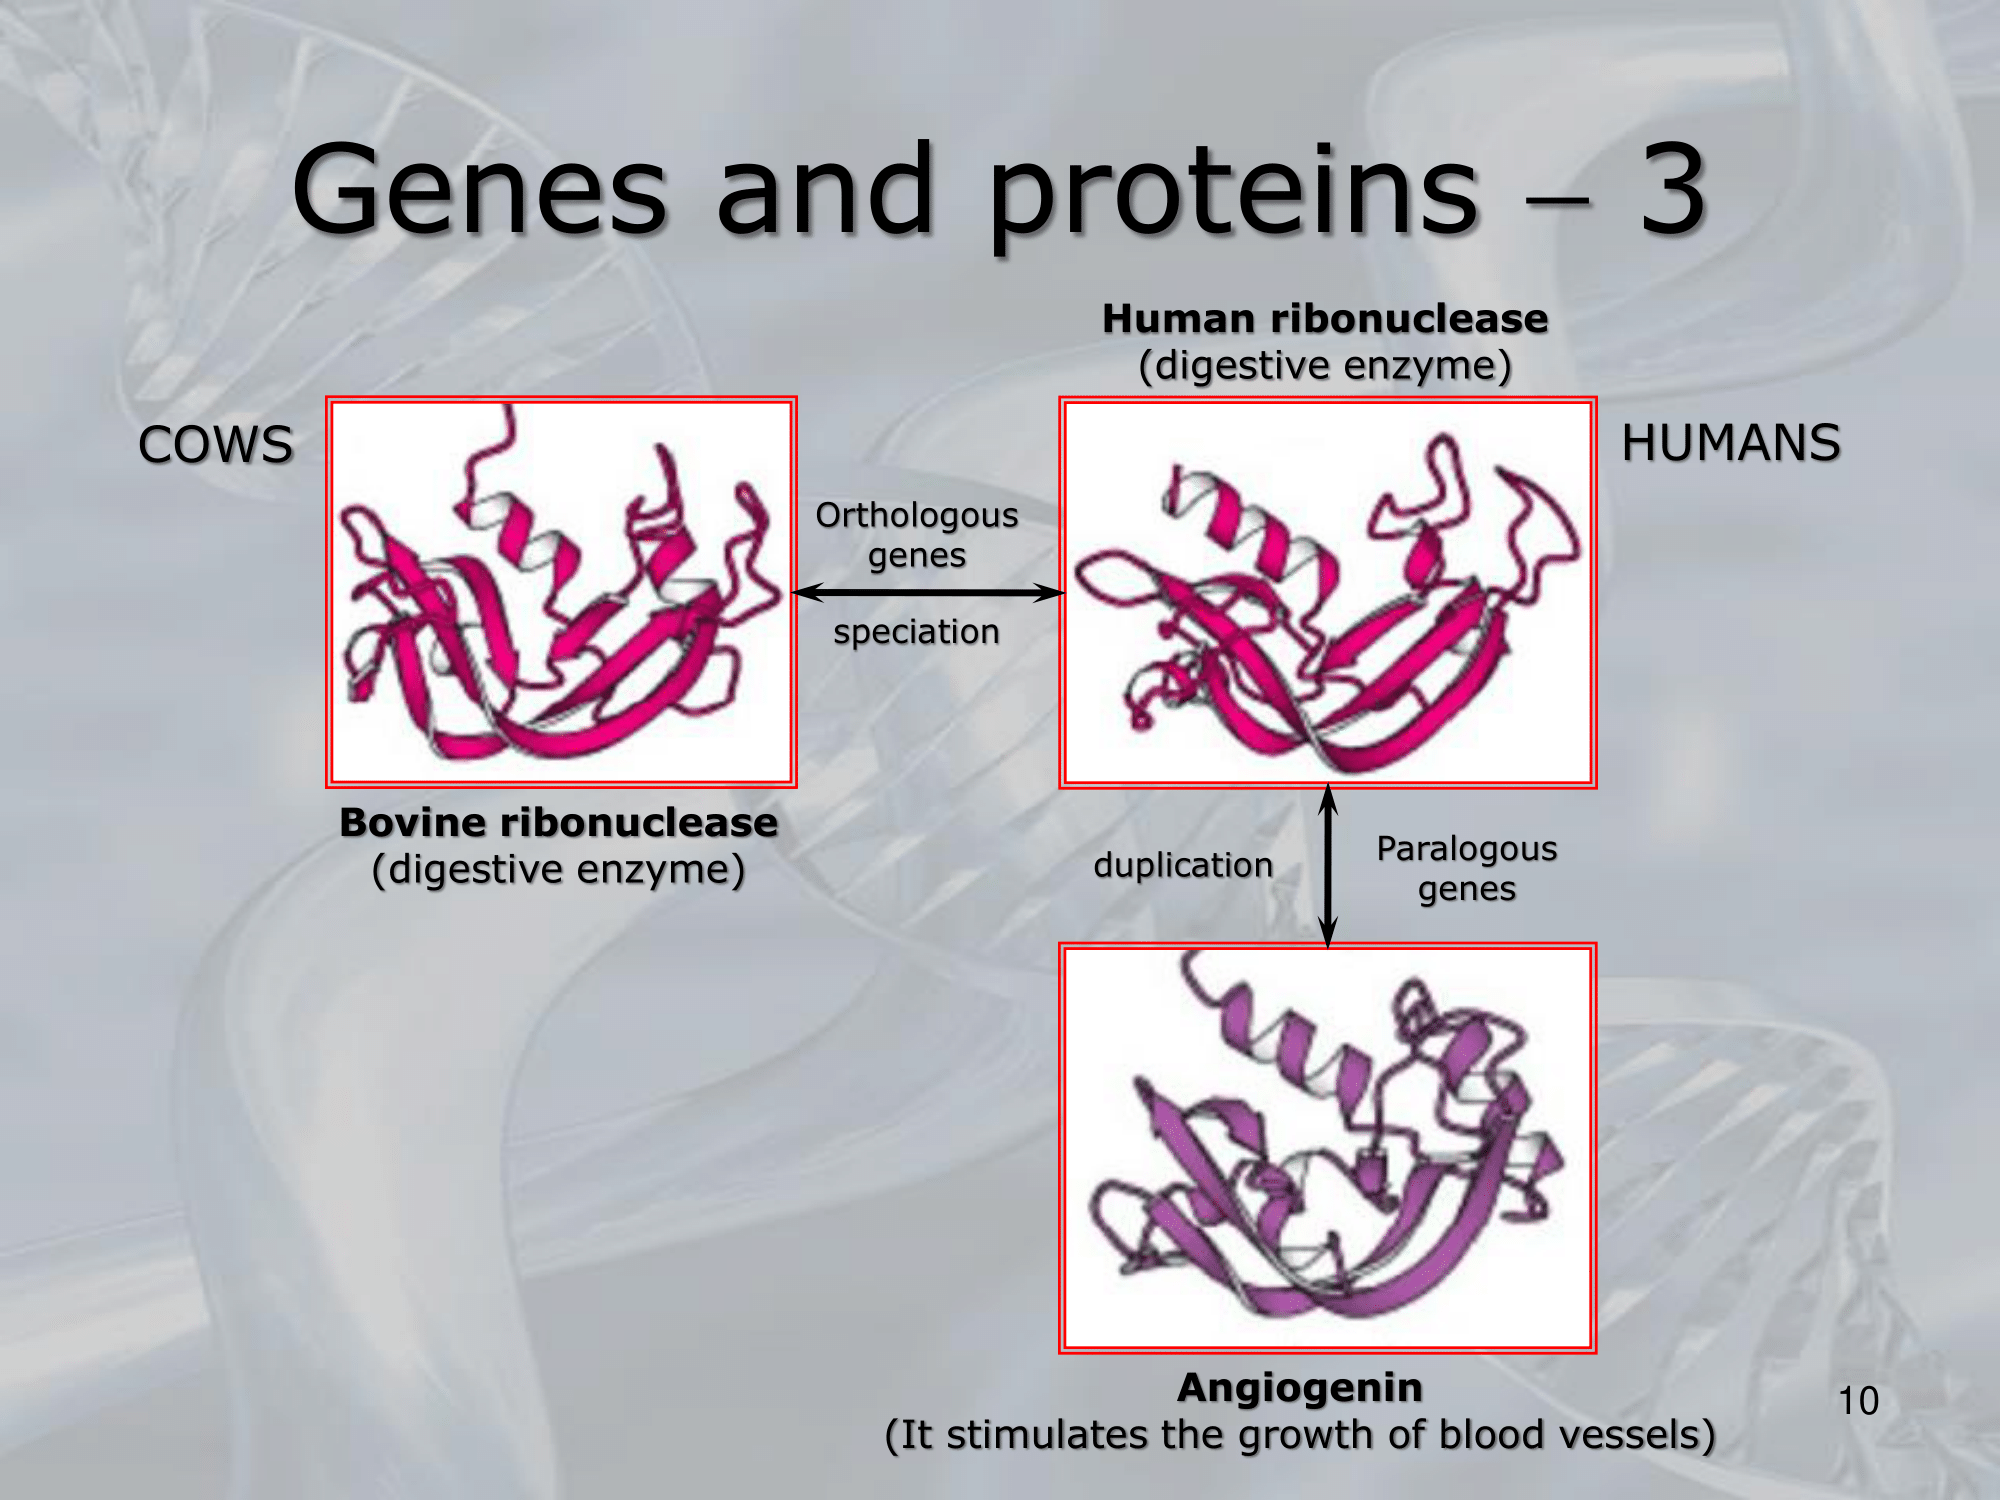 Genes and proteins – 3
Human ribonuclease
(digestive enzyme)
COWS
HUMANS
Orthologous
genes
speciation
Bovine ribonuclease
(digestive enzyme)
duplication
Paralogous
genes
Angiogenin
(It stimulates the growth of blood vessels)
10